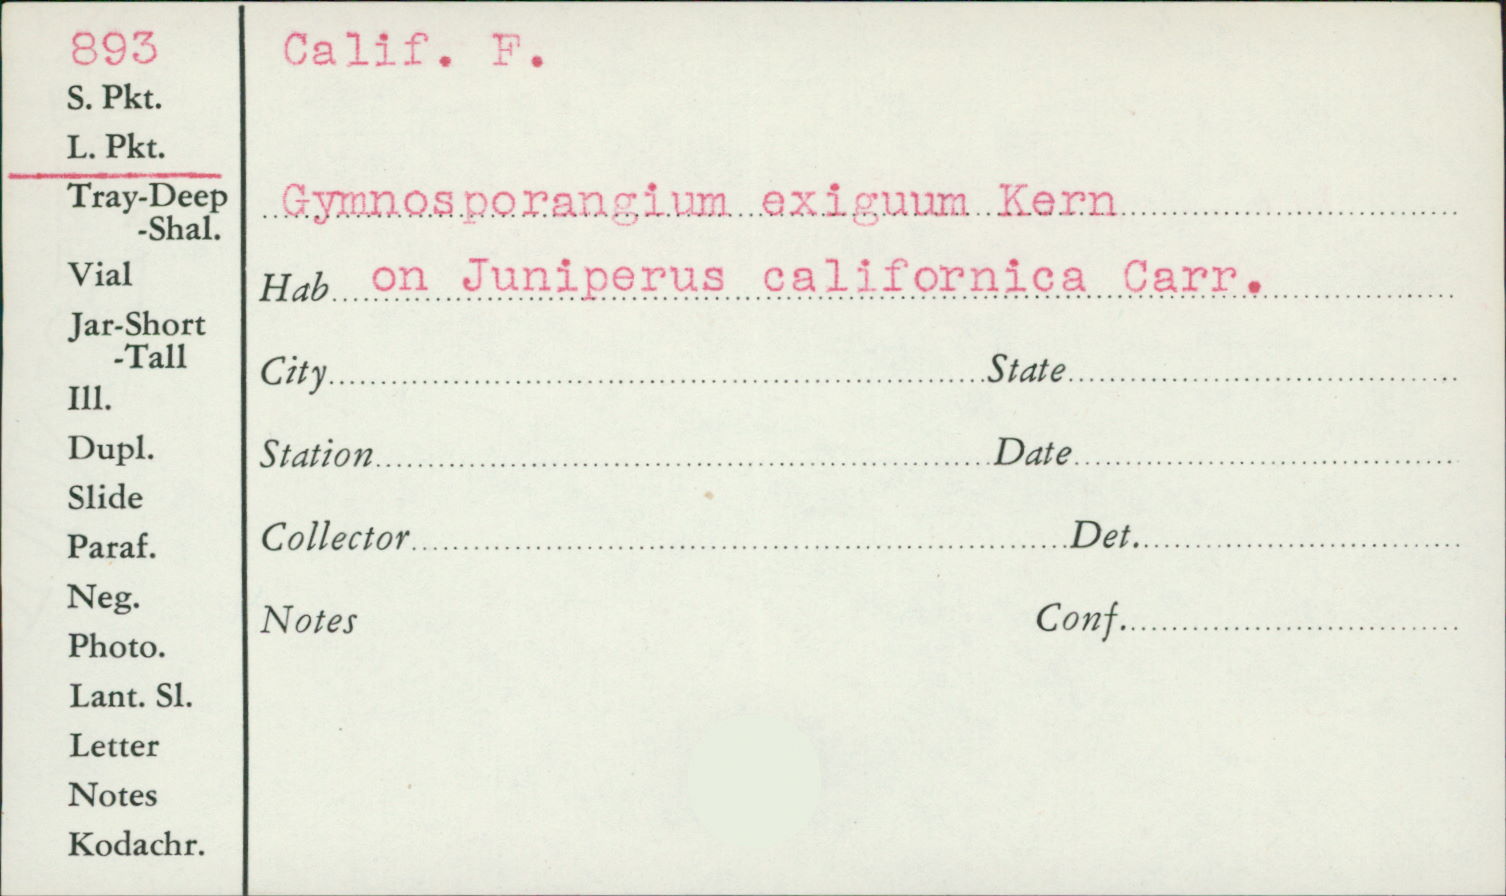 893
S. Pkt.
L. Pkt.
Tray-Deep
-Shal.
Vial
Jar-Short
-Tall
Ill.
Dupl.
Slide
Paraf.
Neg.
Photo.
Lant. Sl.
Letter
Notes
Kodachr.
Calif. F.
Gymnosporangium exiguum Kern
Hab on Juniperus californica Carr.
City State
Station Date
Collector Det.
Notes Conf.